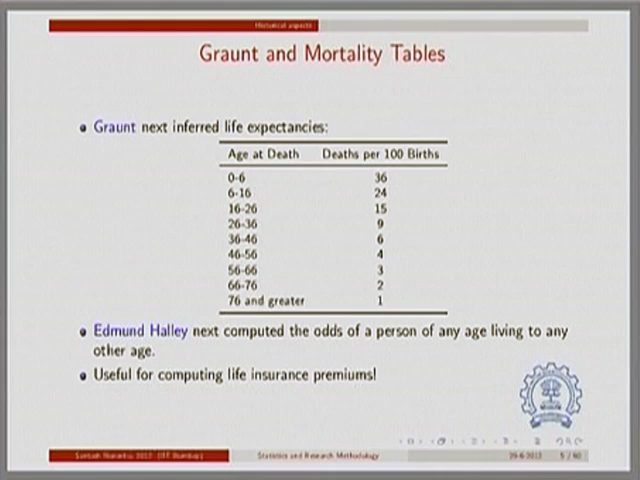 Historical aspects
Graunt and Mortality Tables
Graunt next inferred life expectancies:
Age at Death Deaths per 100 Births
0-6 36
6-16 24
16-26 15
26-36 9
36-46 6
46-56 4
56-66 3
66-76 2
76 and greater 1
Edmund Halley next computed the odds of a person of any age living to any
other age.
Useful for computing life insurance premiums!
Statistics and Research Methodology
5 / 60